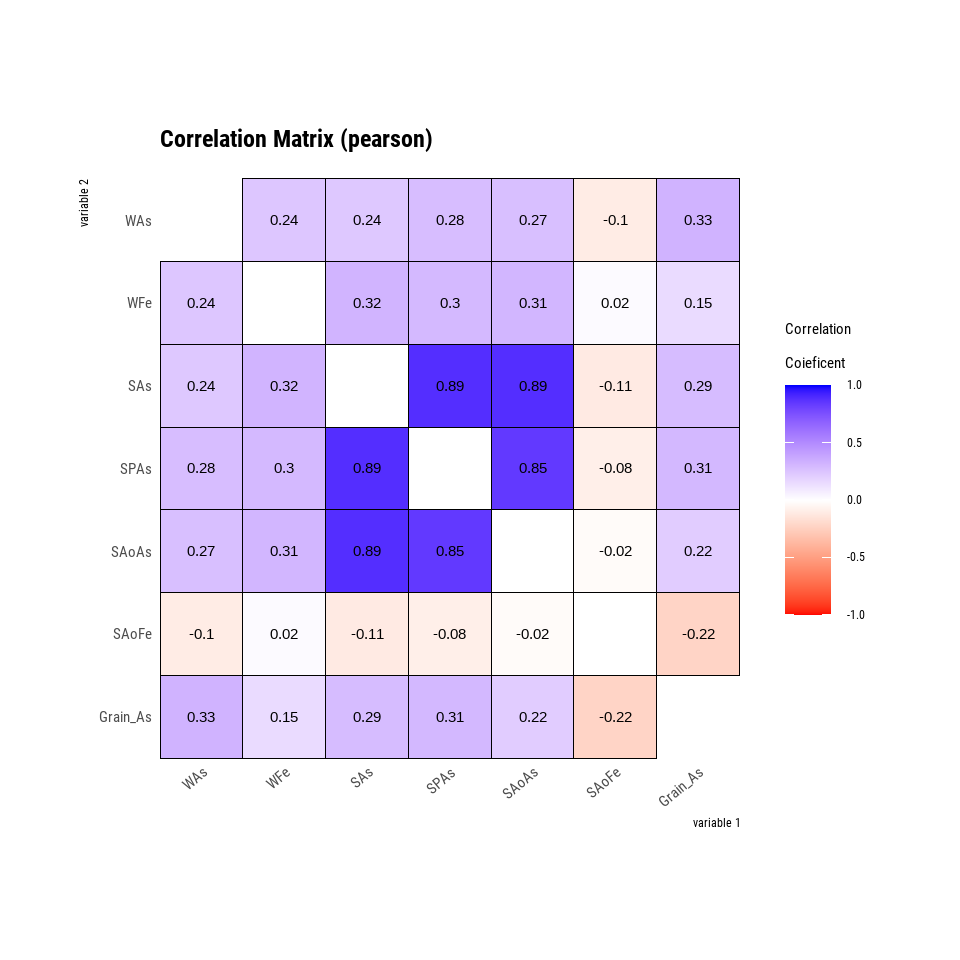 Correlation Matrix (pearson)
variable 2
WAs 0.24 0.24 0.28 0.27 -0.1 0.33
WFe 0.24 0.32 0.3 0.31 0.02 0.15
SAs 0.24 0.32 0.89 0.89 -0.11 0.29
SPAs 0.28 0.3 0.89 0.85 -0.08 0.31
SAoAs 0.27 0.31 0.89 0.85 -0.02 0.22
SAoFe -0.1 0.02 -0.11 -0.08 -0.02 -0.22
Grain_As 0.33 0.15 0.29 0.31 0.22 -0.22
WAs WFe SAs SPAs SAoAs SAoFe Grain_As
variable 1
Correlation
Coieficent
1.0
0.5
0.0
-0.5
-1.0